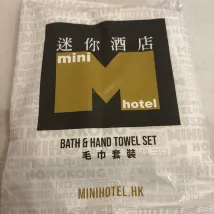 迷你酒店
mini
M
hotel
BATH & HAND TOWEL SET
毛巾套裝
MINIHOTEL.HK